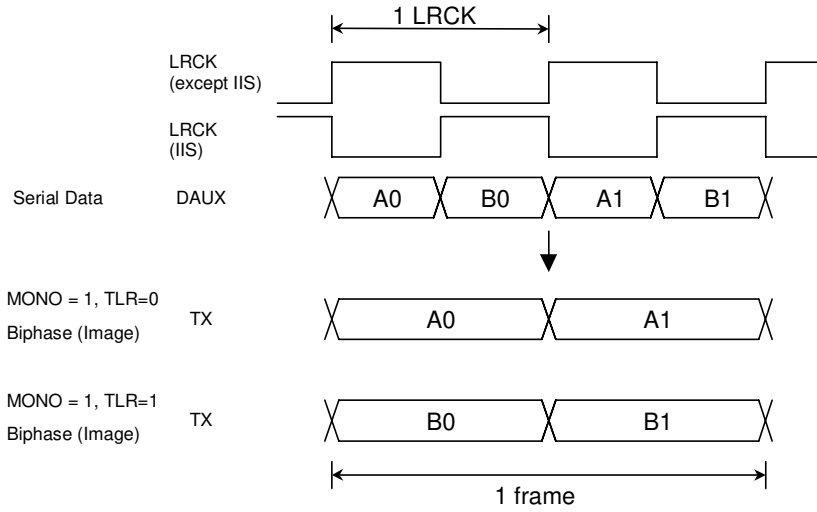 1 LRCK
LRCK
(except IIS)
LRCK
(IIS)
Serial Data DAUX A0 B0 A1 B1
MONO = 1, TLR=0
Biphase (Image)
TX A0 A1
MONO = 1, TLR=1
Biphase (Image)
TX B0 B1
1 frame